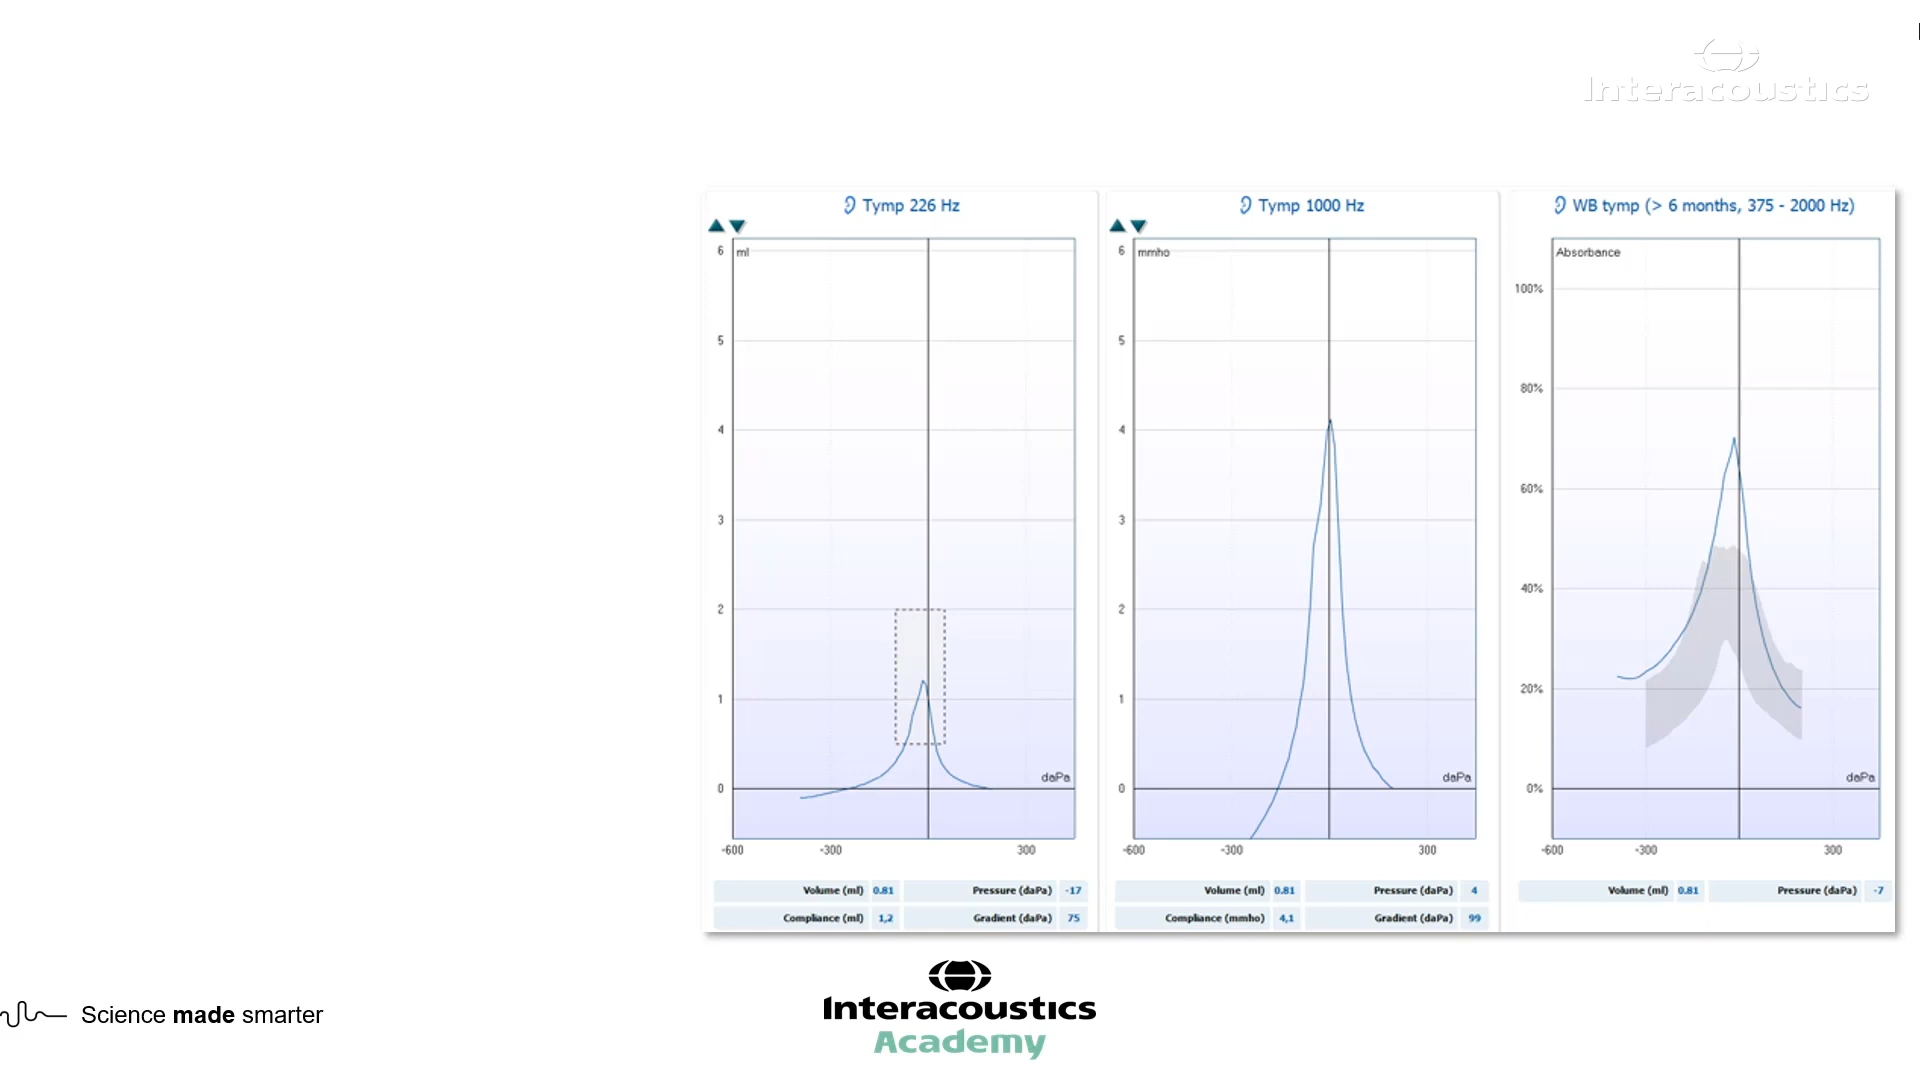 Interacoustics
Tymp 226 Hz
6
ml
5
4
3
2
1
0
daPa
-600
-300
300
Volume (ml) 0.81
Pressure (daPa) -17
Compliance (ml) 1,2
Gradient (daPa) 75
Tymp 1000 Hz
6
mmho
5
4
3
2
1
0
daPa
-600
-300
300
Volume (ml) 0.81
Pressure (daPa) 4
Compliance (mmho) 4,1
Gradient (daPa) 99
WB tymp (> 6 months, 375 - 2000 Hz)
Absorbance
100%
80%
60%
40%
20%
0%
daPa
-600
-300
300
Volume (ml) 0.81
Pressure (daPa) -7
Science made smarter
Interacoustics
Academy